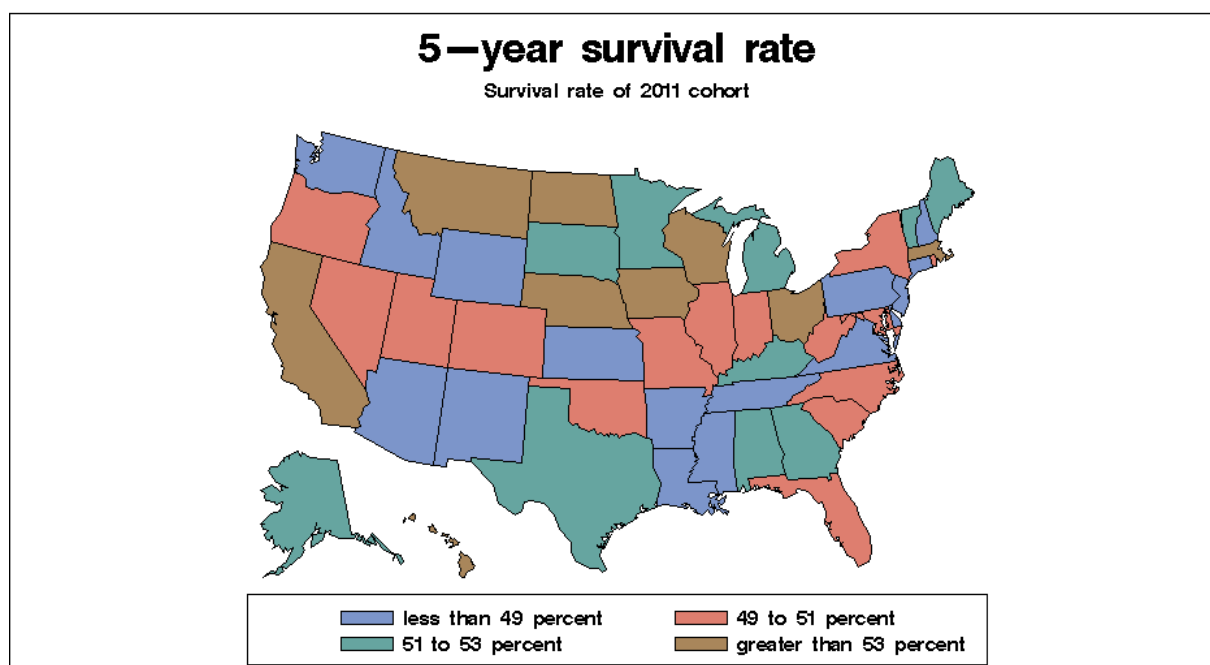 5—year survival rate
Survival rate of 2011 cohort
less than 49 percent
49 to 51 percent
51 to 53 percent
greater than 53 percent